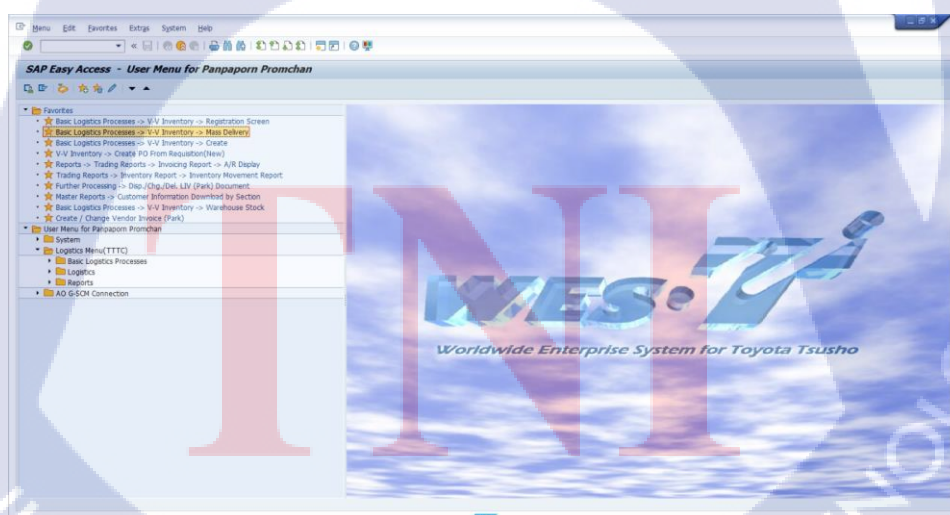 Menu Edit Favorites Extras System Help
SAP Easy Access - User Menu for Panpaporn Promchan
Favorites
Basic Logistics Processes -> V-V Inventory -> Registration Screen
Basic Logistics Processes -> V-V Inventory -> Mass Delivery
Basic Logistics Processes -> V-V Inventory -> Create
V-V Inventory -> Create PO From Requisition(New)
Reports -> Trading Reports -> Invoicing Report -> A/R Display
Trading Reports -> Inventory Report -> Inventory Movement Report
Further Processing -> Disp./Chg./Del. LIV (Park) Document
Master Reports -> Customer Information Download by Section
Basic Logistics Processes -> V-V Inventory -> Warehouse Stock
Create / Change Vendor Invoice (Park)
User Menu for Panpaporn Promchan
System
Logistics Menu(TTTC)
Basic Logistics Processes
Logistics
Reports
AO G-SCM Connection
WES
Worldwide Enterprise System for Toyota Tsusho
TNI